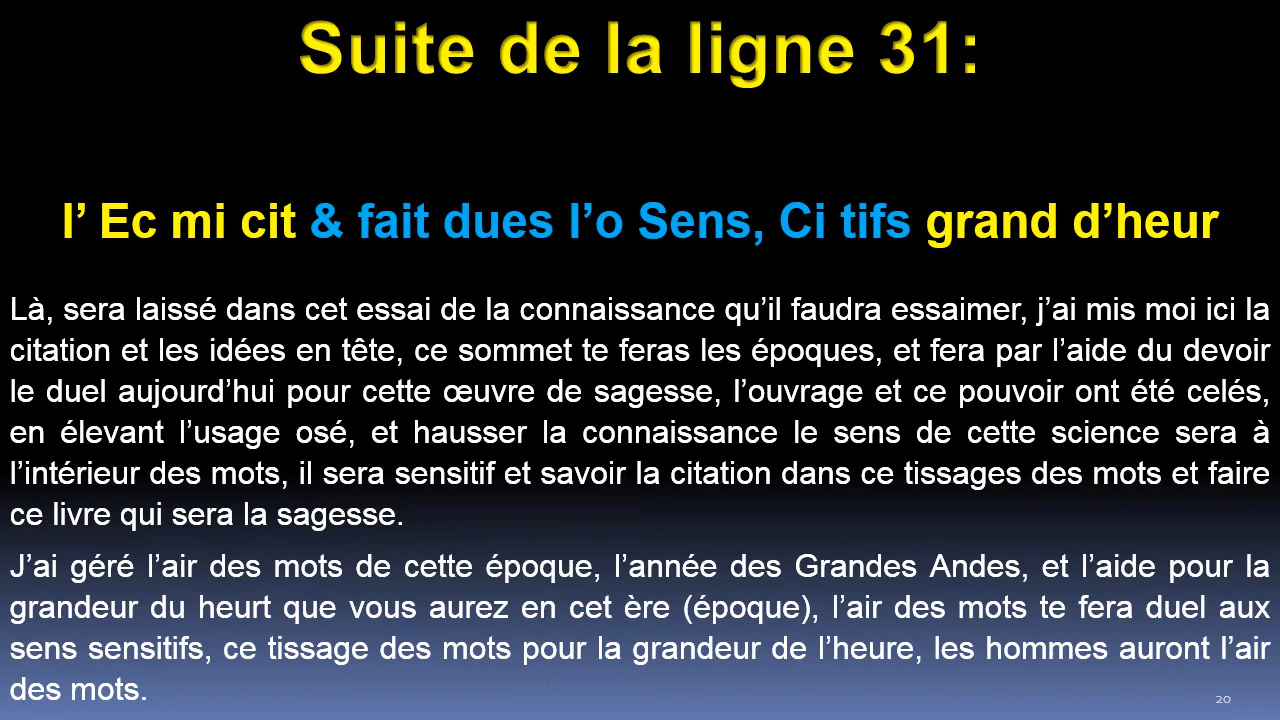 Suite de la ligne 31:
l’ Ec mi cit & fait dues l’o Sens, Ci tifs grand d’heur
Là, sera laissé dans cet essai de la connaissance qu’il faudra essaimer, j’ai mis moi ici la
citation et les idées en tête, ce sommet te feras les époques, et fera par l’aide du devoir
le duel aujourd’hui pour cette œuvre de sagesse, l’ouvrage et ce pouvoir ont été celés,
en élevant l’usage osé, et hausser la connaissance le sens de cette science sera à
l’intérieur des mots, il sera sensitif et savoir la citation dans ce tissages des mots et faire
ce livre qui sera la sagesse.
J’ai géré l’air des mots de cette époque, l’année des Grandes Andes, et l’aide pour la
grandeur du heurt que vous aurez en cet ère (époque), l’air des mots te fera duel aux
sens sensitifs, ce tissage des mots pour la grandeur de l’heure, les hommes auront l’air
des mots.
20